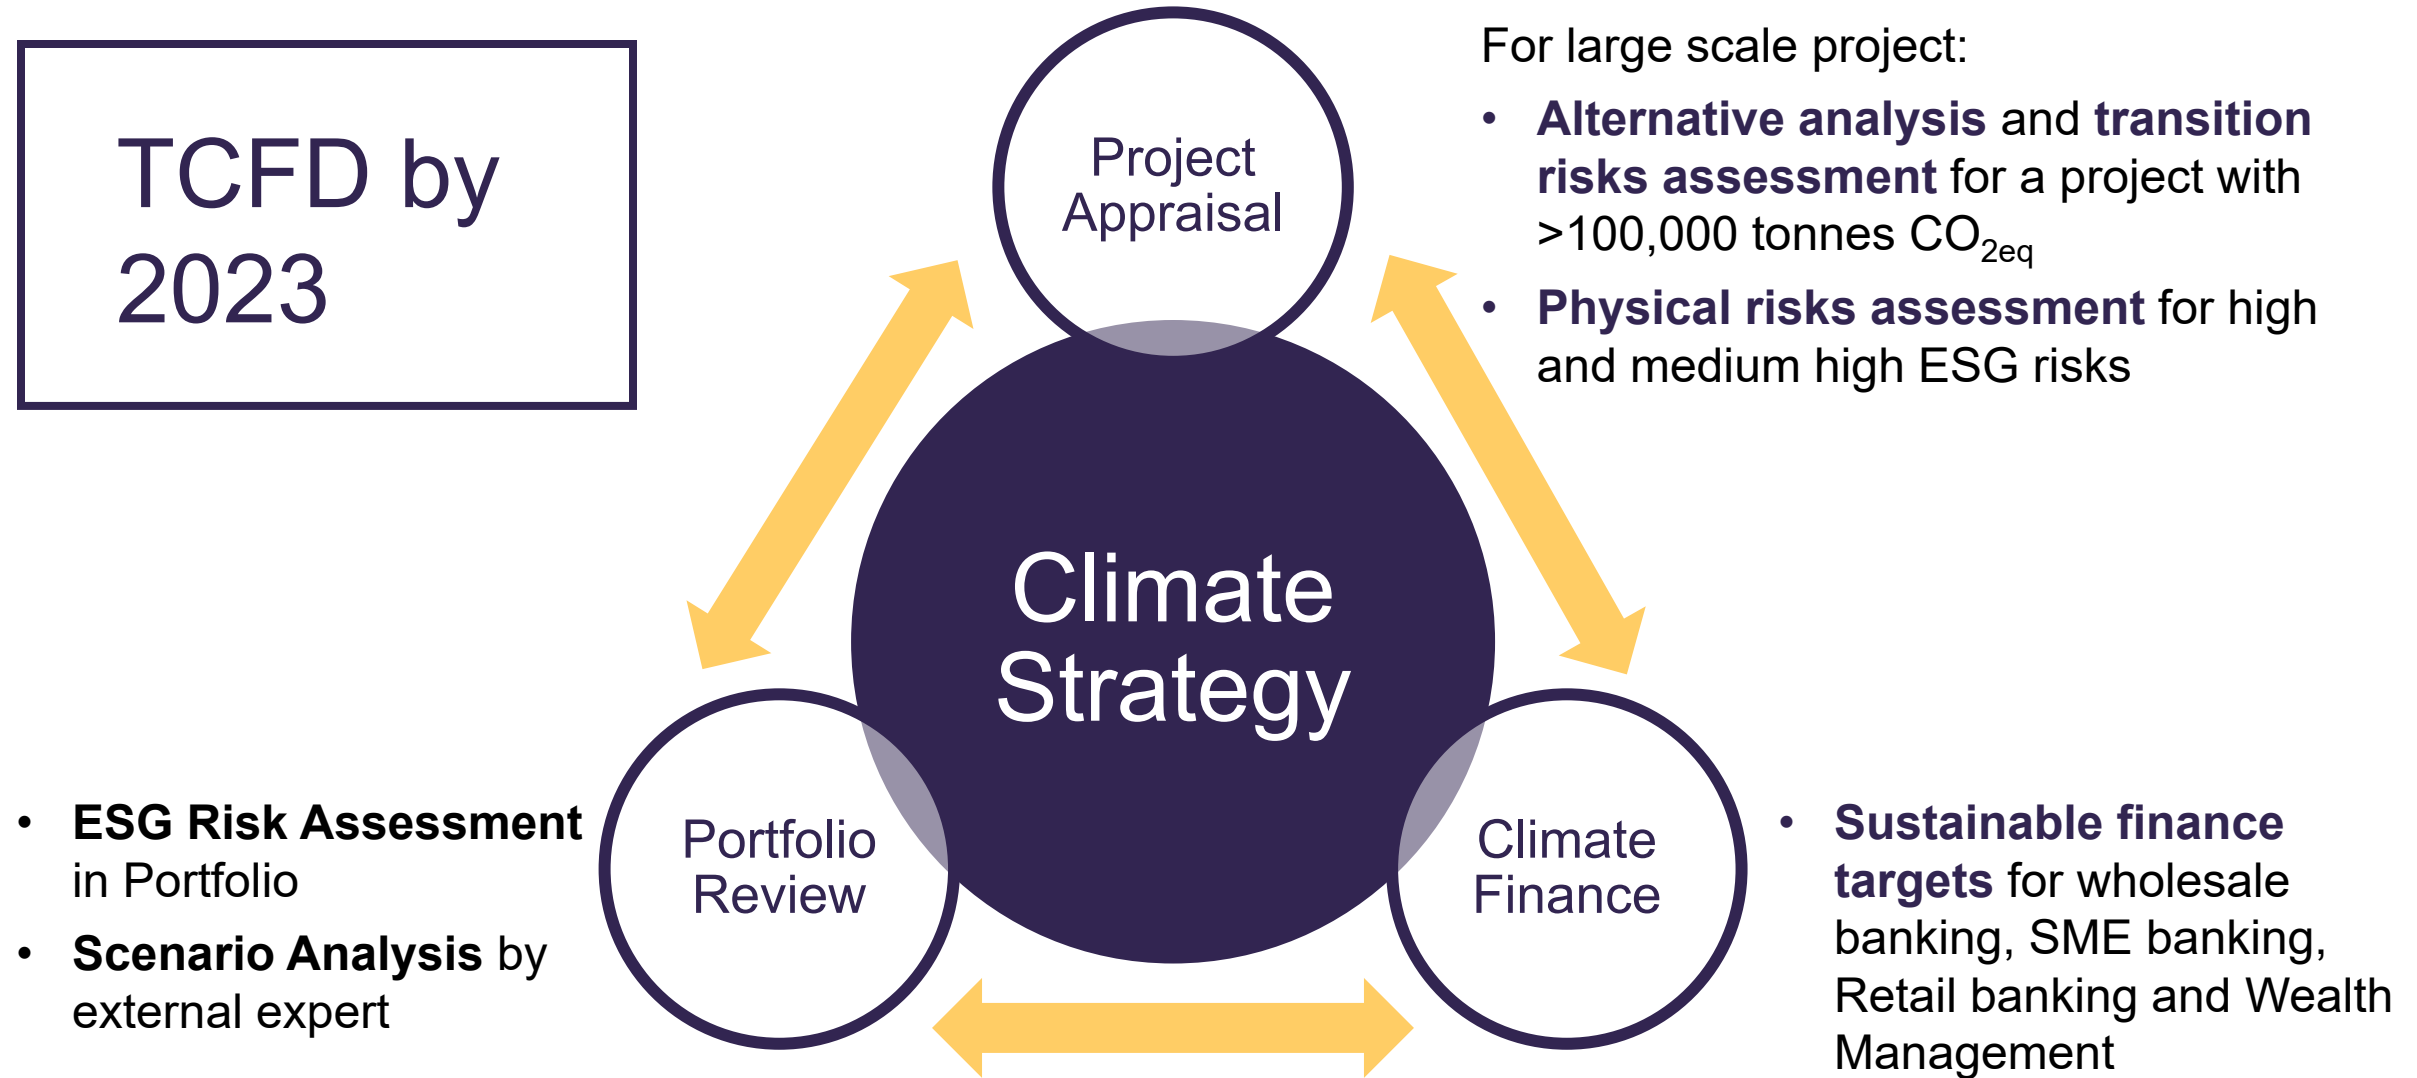 TCFD by
2023
Project
Appraisal
For large scale project:
• Alternative analysis and transition
risks assessment for a project with
>100,000 tonnes CO2eq
• Physical risks assessment for high
and medium high ESG risks
Climate
Strategy
• ESG Risk Assessment
in Portfolio
• Scenario Analysis by
external expert
Portfolio
Review
Climate
Finance
• Sustainable finance
targets for wholesale
banking, SME banking,
Retail banking and Wealth
Management